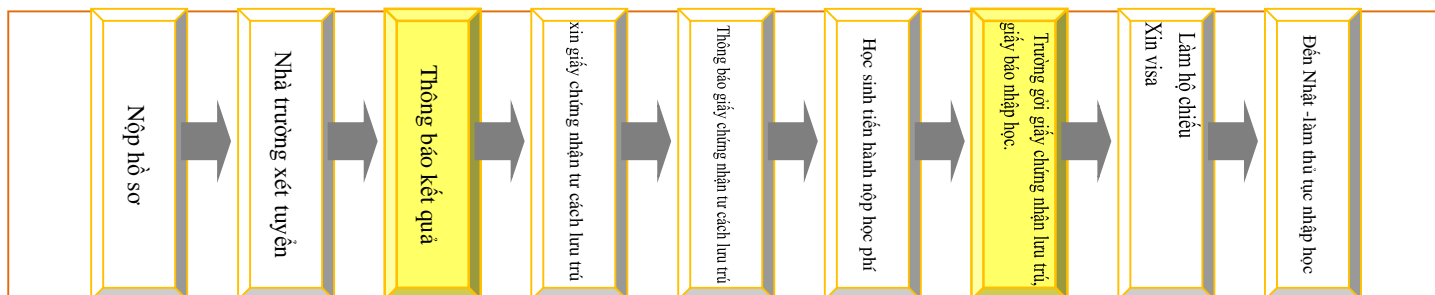 Nộp hồ sơ
Nhà trường xét tuyển
Thông báo kết quả
xin giấy chứng nhận tư cách lưu trú
Thông báo giấy chứng nhận tư cách lưu trú
Học sinh tiến hành nộp học phí
Trường gởi giấy chứng nhận lưu trú,
giấy báo nhập học.
Làm hộ chiếu
Xin visa
Đến Nhật -làm thủ tục nhập học